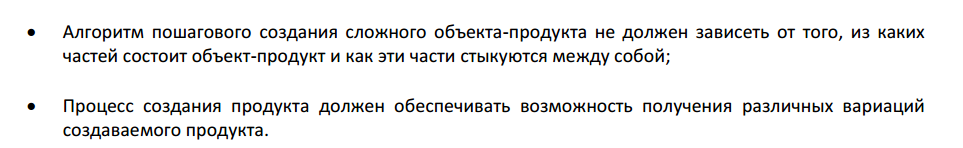 • Алгоритм пошагового создания сложного объекта-продукта не должен зависеть от того, из каких
частей состоит объект-продукт и как эти части стыкуются между собой;
• Процесс создания продукта должен обеспечивать возможность получения различных вариаций
создаваемого продукта.